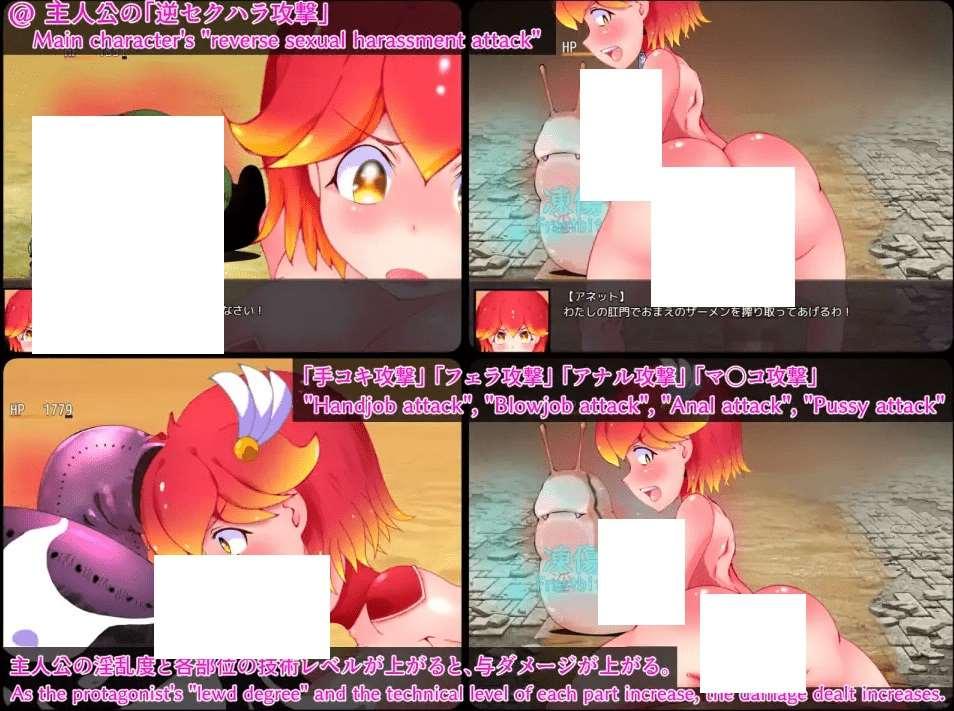 @ 主人公の「逆セクハラ攻撃」
Main character's "reverse sexual harassment attack"
HP
凍傷
Frostbit
なさい！
【アネット】
わたしの肛門でおまえのザーメンを搾り取ってあげるわ！
「手コキ攻撃」「フェラ攻撃」「アナル攻撃」「マ〇コ攻撃」
"Handjob attack", "Blowjob attack", "Anal attack", "Pussy attack"
HP 1779
凍傷
主人公の淫乱度と各部位の技術レベルが上がると、与ダメージが上がる。
As the protagonist's "lewd degree" and the technical level of each part increase, the damage dealt increases.